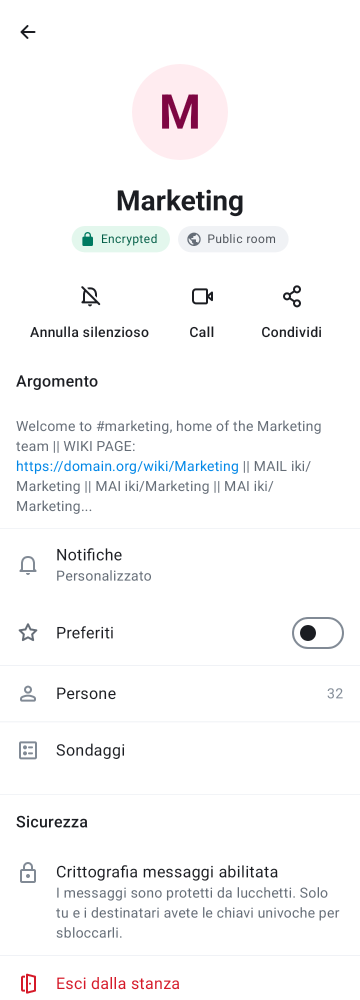 M
Marketing
Encrypted
Public room
Annulla silenzioso
Call
Condividi
Argomento
Welcome to #marketing, home of the Marketing
team || WIKI PAGE:
https://domain.org/wiki/Marketing || MAIL iki/
Marketing || MAI iki/Marketing || MAI iki/
Marketing...
Notifiche
Personalizzato
Preferiti
Persone
32
Sondaggi
Sicurezza
Crittografia messaggi abilitata
I messaggi sono protetti da lucchetti. Solo
tu e i destinatari avete le chiavi univoche per
sbloccarli.
Esci dalla stanza